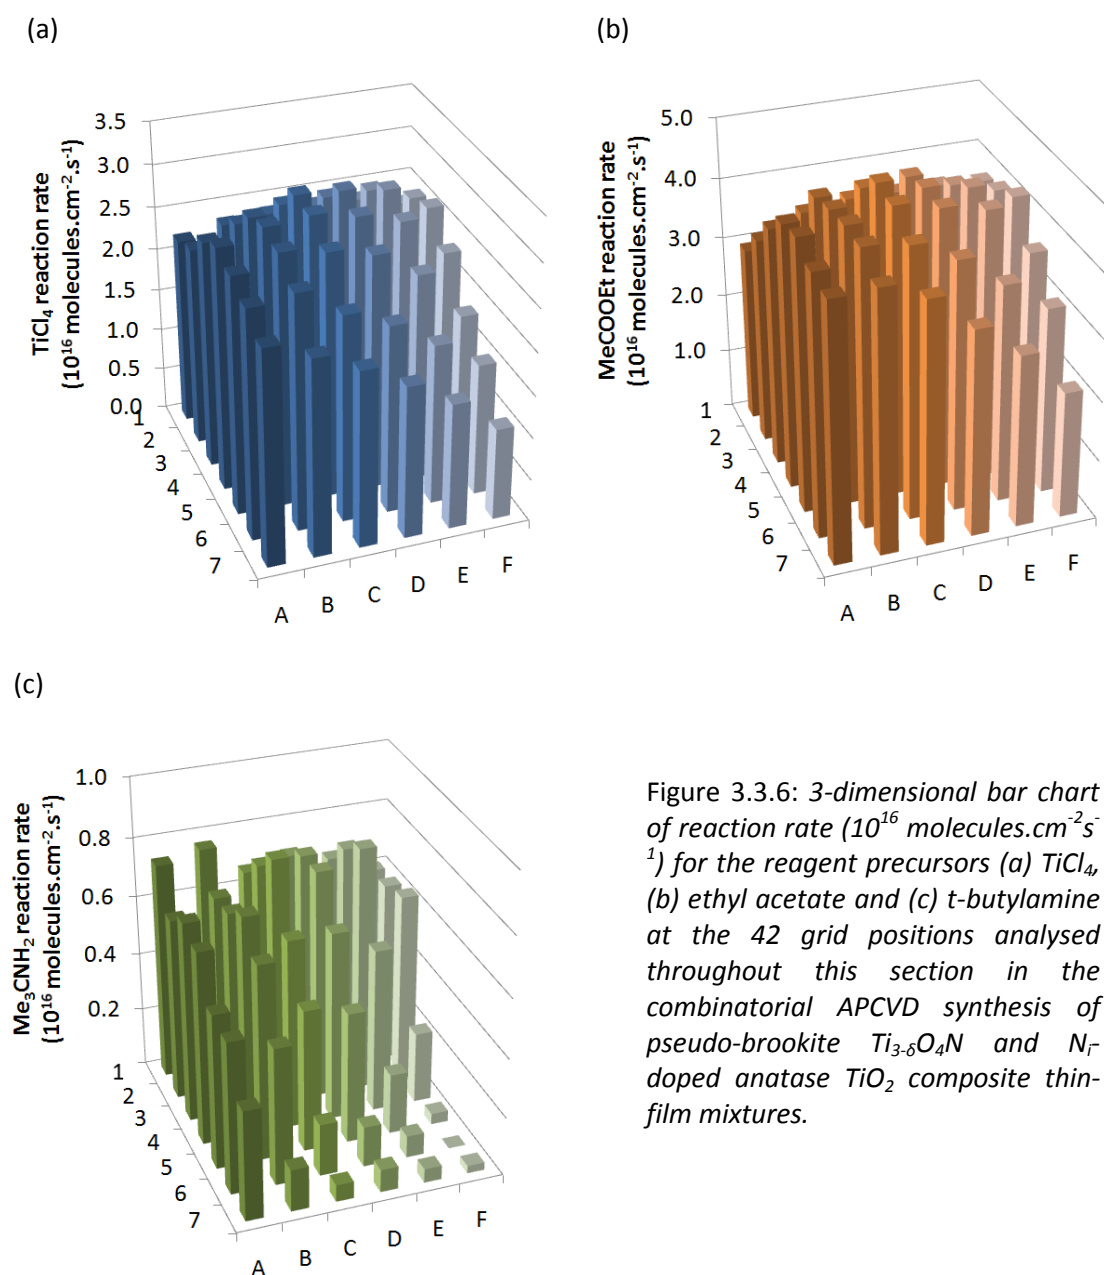 (a)
TiCl4 reaction rate
(10^16 molecules.cm^-2.s^-1)
3.5
3.0
2.5
2.0
1.5
1.0
0.5
0.0
1
2
3
4
5
6
7
A
B
C
D
E
F
(b)
MeCOOEt reaction rate
(10^16 molecules.cm^-2.s^-1)
5.0
4.0
3.0
2.0
1.0
1
2
3
4
5
6
7
A
B
C
D
E
F
(c)
Me3CNH2 reaction rate
(10^16 molecules.cm^-2.s^-1)
1.0
0.8
0.6
0.4
0.2
1
2
3
4
5
6
7
A
B
C
D
E
F
Figure 3.3.6: 3-dimensional bar chart
of reaction rate (10^16 molecules.cm^-2s^-
^1) for the reagent precursors (a) TiCl4,
(b) ethyl acetate and (c) t-butylamine
at the 42 grid positions analysed
throughout this section in the
combinatorial APCVD synthesis of
pseudo-brookite Ti3-δO4N and Ni-
doped anatase TiO2 composite thin-
film mixtures.